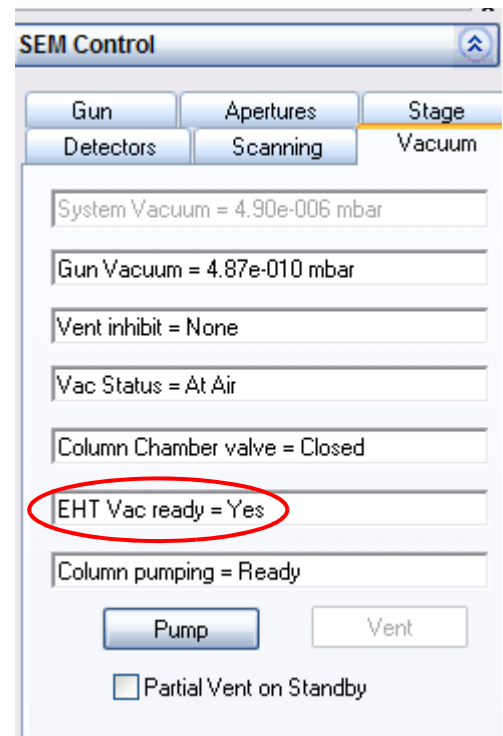 SEM Control
Gun Apertures Stage
Detectors Scanning Vacuum
System Vacuum = 4.90e-006 mbar
Gun Vacuum = 4.87e-010 mbar
Vent inhibit = None
Vac Status = At Air
Column Chamber valve = Closed
EHT Vac ready = Yes
Column pumping = Ready
Pump Vent
Partial Vent on Standby